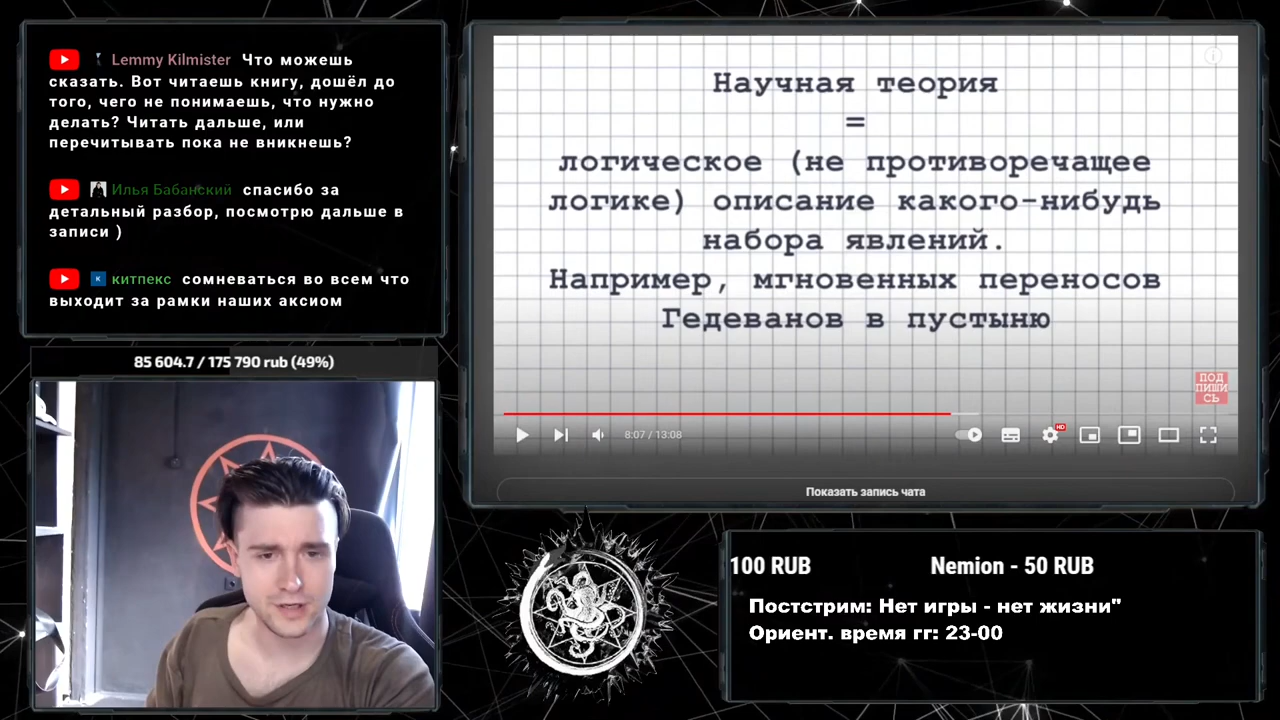 Lemmy Kilmister Что можешь
сказать. Вот читаешь книгу, дошёл до
того, чего не понимаешь, что нужно
делать? Читать дальше, или
перечитывать пока не вникнешь?
Илья Бабанский спасибо за
детальный разбор, посмотрю дальше в
записи )
к китпекс сомневаться во всем что
выходит за рамки наших аксиом
85 604.7 / 175 790 rub (49%)
Научная теория
=
логическое (не противоречащее
логике) описание какого-нибудь
набора явлений.
Например, мгновенных переносов
Гедеванов в пустыню
ПОД
ПИШИ
СЬ
8:07 / 13:08
HD
Показать запись чата
100 RUB Nemion - 50 RUB
Постстрим: Нет игры - нет жизни"
Ориент. время гг: 23-00